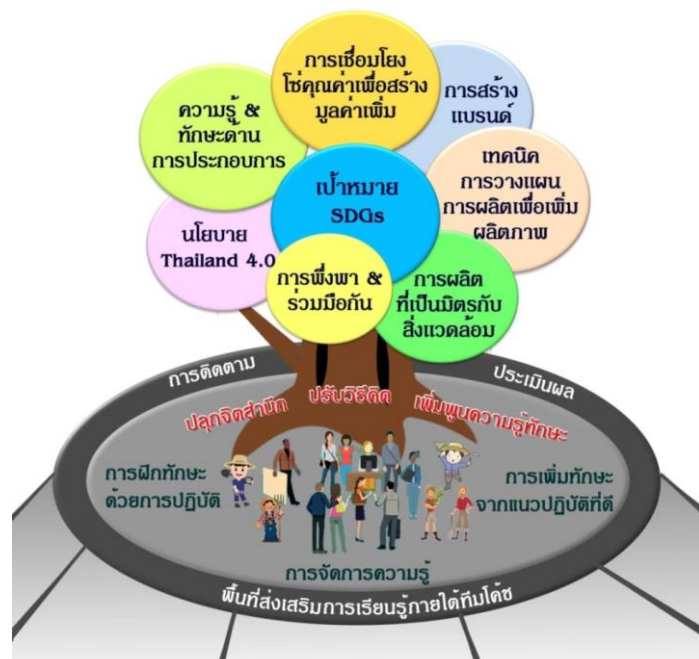 การเชื่อมโยง
โซ่คุณค่าเพื่อสร้าง
มูลค่าเพิ่ม
การสร้าง
แบรนด์
ความรู้ &
ทักษะด้าน
การประกอบการ
เทคนิค
การวางแผน
การผลิตเพื่อเพิ่ม
ผลิตภาพ
เป้าหมาย
SDGs
นโยบาย
Thailand 4.0
การพึ่งพา &
ร่วมมือกัน
การผลิต
ที่เป็นมิตรกับ
สิ่งแวดล้อม
การติดตาม
ประเมินผล
ปลุกจิตสำนึก
ปรับวิธีคิด
เพิ่มพูนความรู้ทักษะ
การฝึกทักษะ
ด้วยการปฏิบัติ
การเพิ่มทักษะ
จากแนวปฏิบัติที่ดี
การจัดการความรู้
พื้นที่ส่งเสริมการเรียนรู้ภายใต้ทีมโค้ช